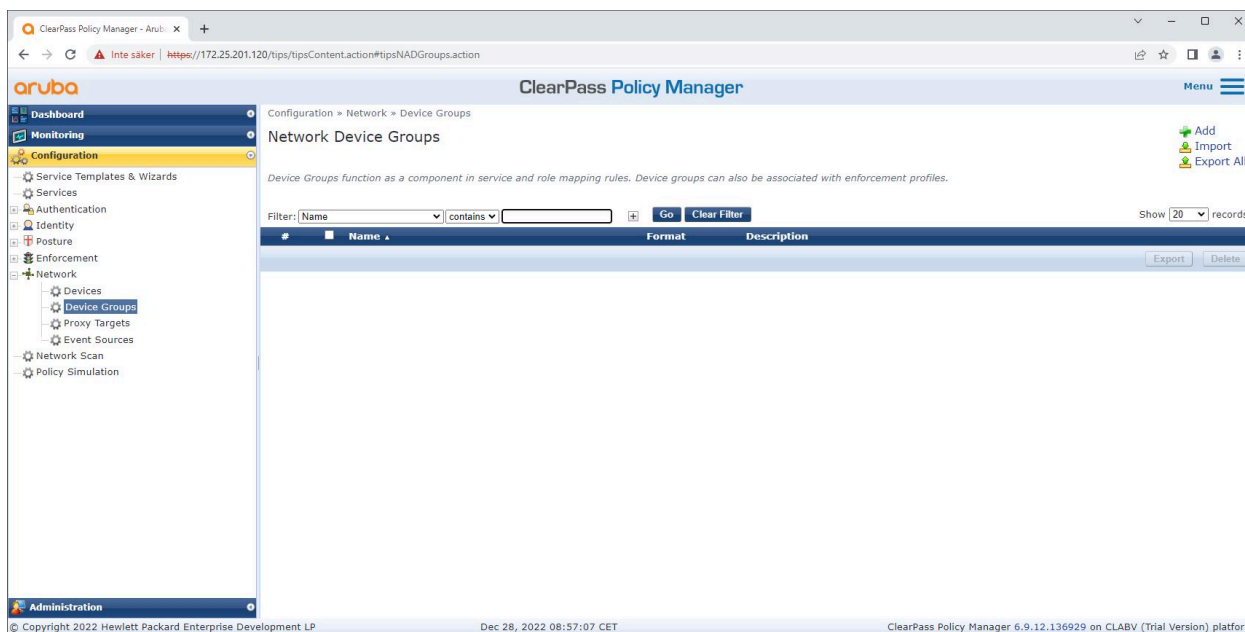 ClearPass Policy Manager - Arub
Inte säker | https://172.25.201.120/tips/tipsContent.action#tipsNADGroups.action
aruba
ClearPass Policy Manager
Menu
Dashboard
Monitoring
Configuration
Service Templates & Wizards
Services
Authentication
Identity
Posture
Enforcement
Network
Devices
Device Groups
Proxy Targets
Event Sources
Network Scan
Policy Simulation
Administration
Configuration » Network » Device Groups
Network Device Groups
Add
Import
Export All
Device Groups function as a component in service and role mapping rules. Device groups can also be associated with enforcement profiles.
Filter: Name contains Go Clear Filter Show 20 records
# Name Format Description
Export Delete
© Copyright 2022 Hewlett Packard Enterprise Development LP Dec 28, 2022 08:57:07 CET ClearPass Policy Manager 6.9.12.136929 on CLABV (Trial Version) platfor